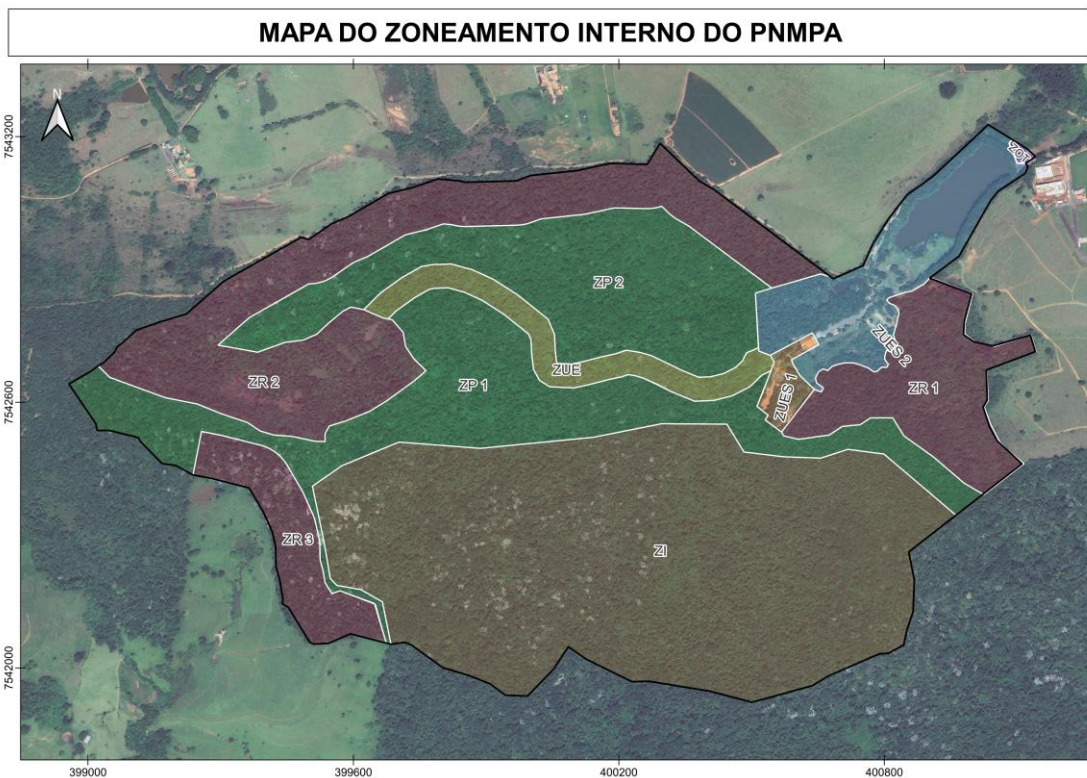 MAPA DO ZONEAMENTO INTERNO DO PNMPA
N
7543200
ZOT
ZP 2
ZUES 2
ZUE
ZR 2
ZP 1
ZUES 1
ZR 1
7542600
ZR 3
ZI
7542000
399000
399600
400200
400800